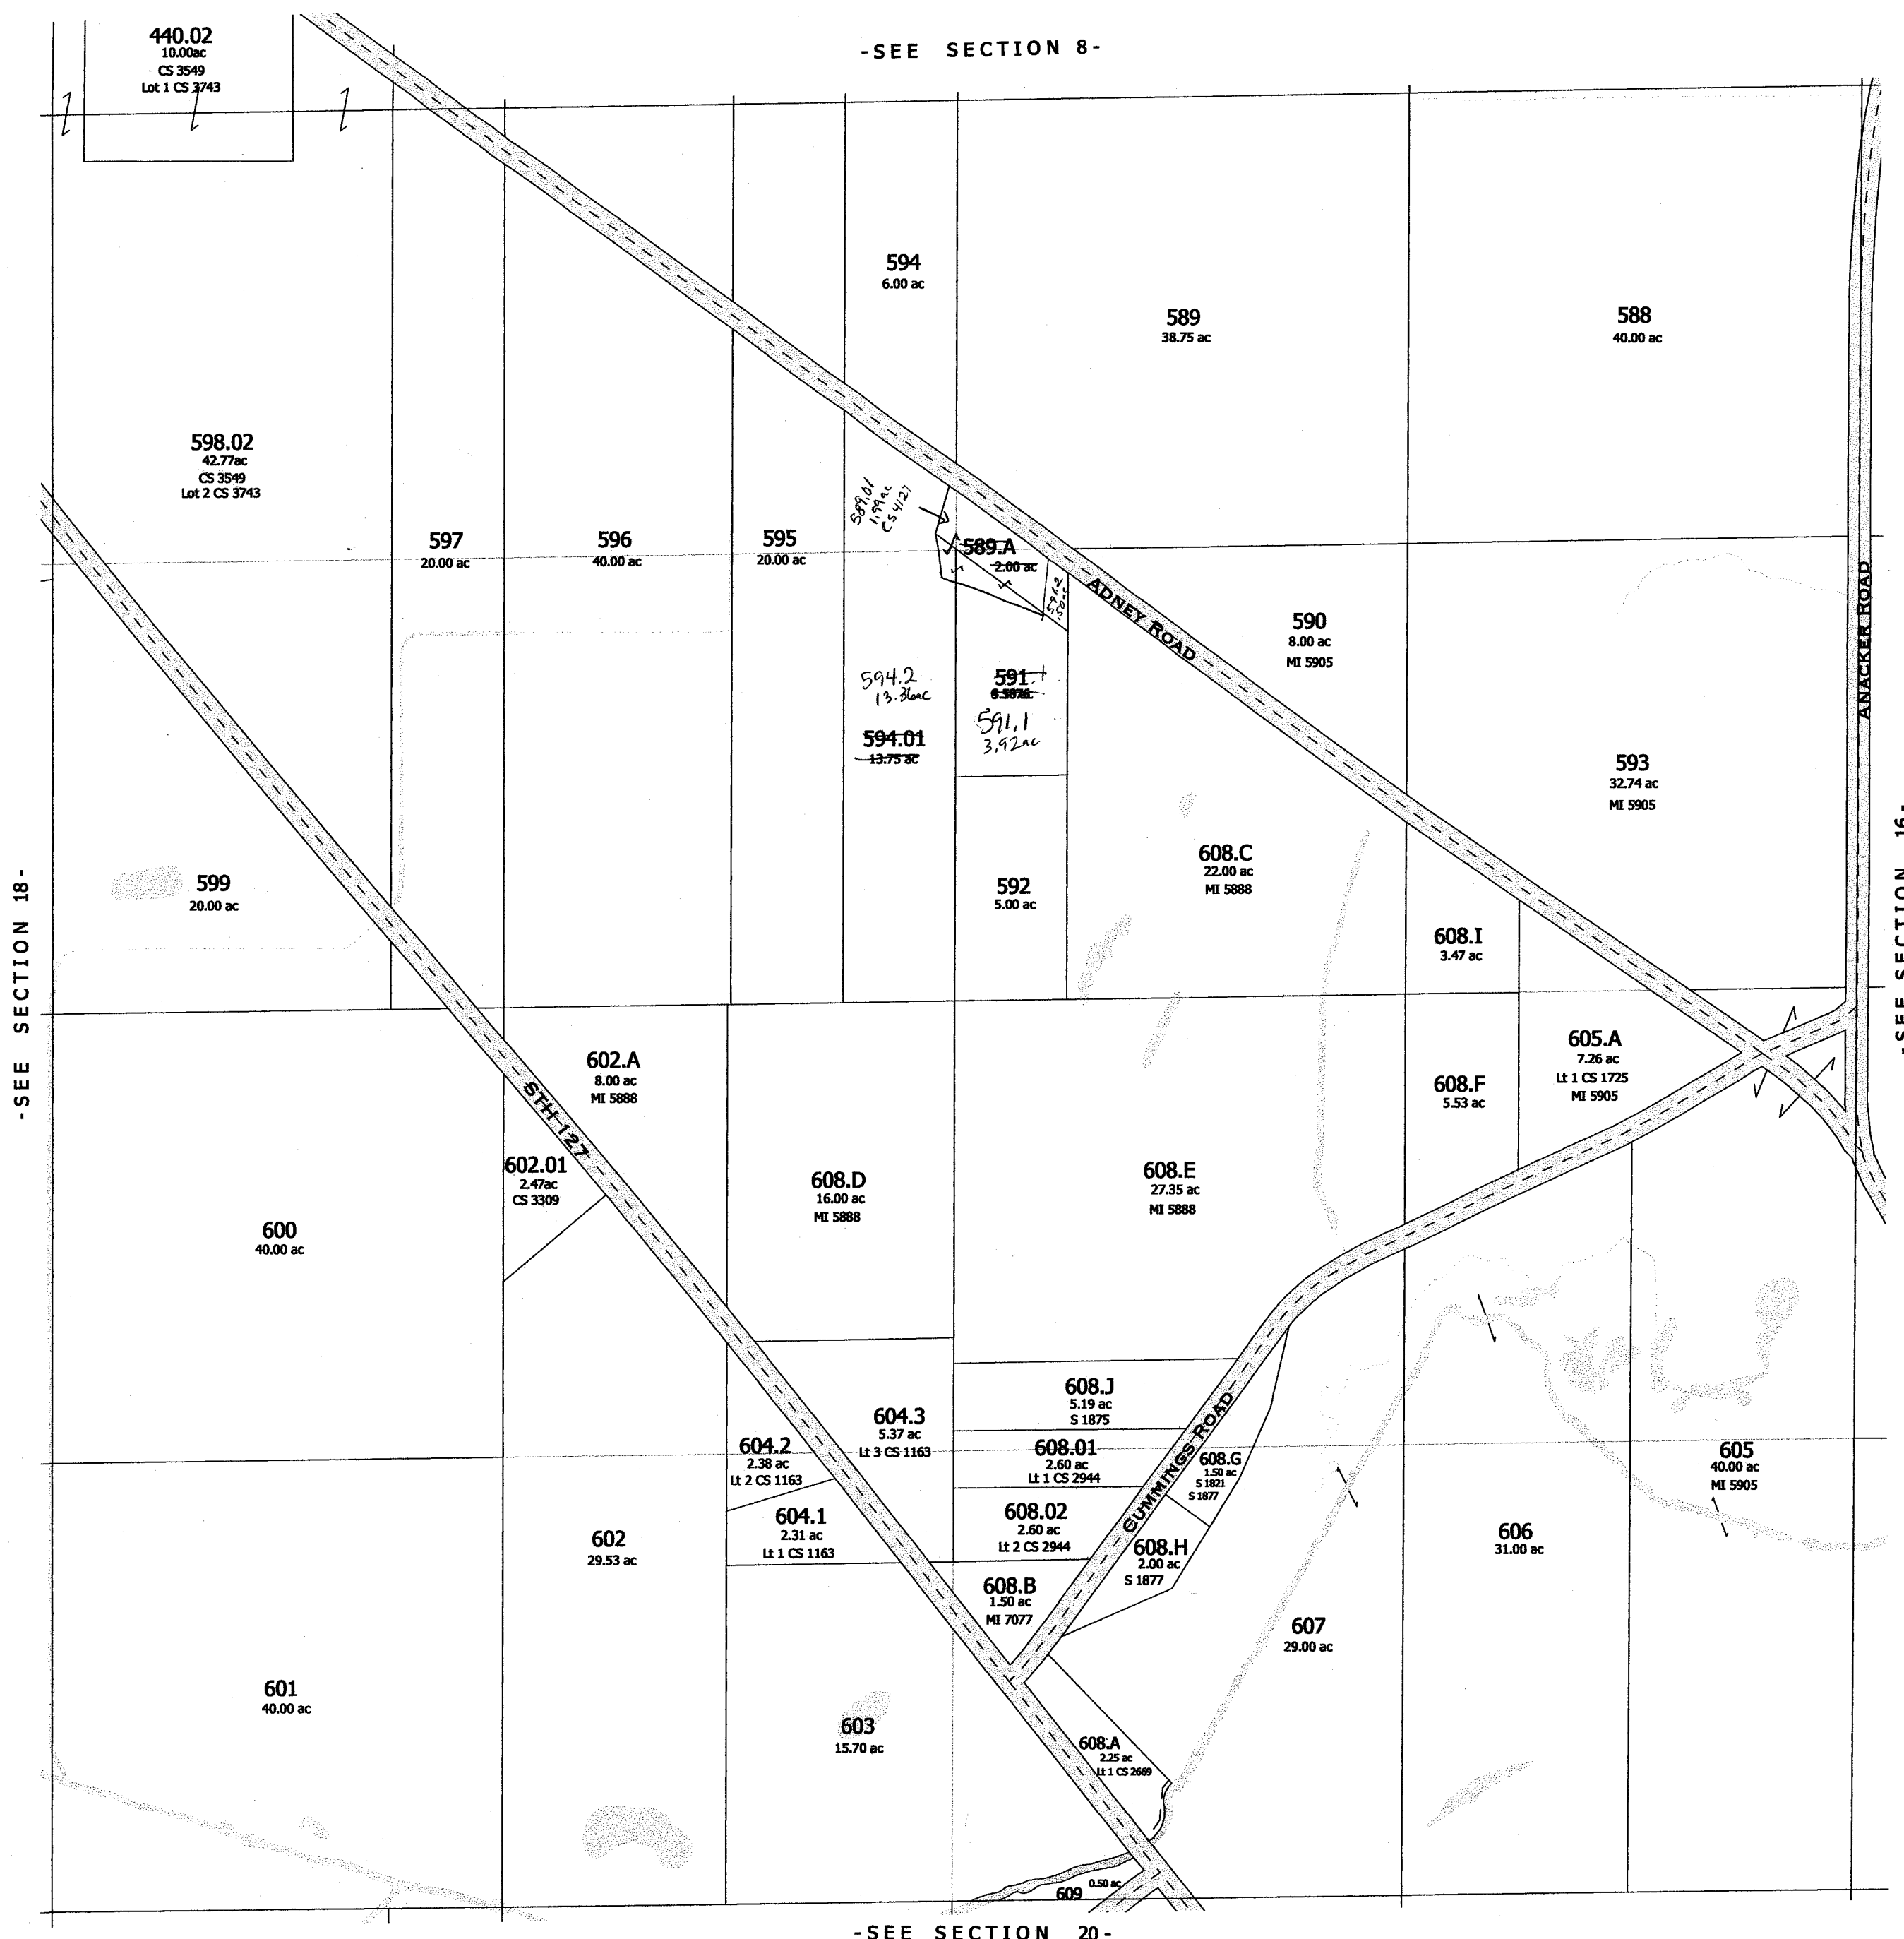 440.02
10.00ac
CS 3549
Lot 1 CS 3743
-SEE SECTION 8-
594
6.00 ac
589
38.75 ac
588
40.00 ac
598.02
42.77ac
CS 3549
Lot 2 CS 3743
597
20.00 ac
596
40.00 ac
595
20.00 ac
589.01
1.99ac
CS 4127
589.A
2.00 ac
591.2
.50ac
ADNEY ROAD
590
8.00 ac
MI 5905
ANACKER ROAD
594.2
13.36ac
594.01
13.75 ac
591
591.1
3.92ac
593
32.74 ac
MI 5905
-SEE SECTION 18-
-SEE SECTION 16-
599
20.00 ac
592
5.00 ac
608.C
22.00 ac
MI 5888
608.I
3.47 ac
602.A
8.00 ac
MI 5888
STH 127
602.01
2.47ac
CS 3309
600
40.00 ac
608.D
16.00 ac
MI 5888
608.E
27.35 ac
MI 5888
608.F
5.53 ac
605.A
7.26 ac
Lt 1 CS 1725
MI 5905
604.3
5.37 ac
Lt 3 CS 1163
604.2
2.38 ac
Lt 2 CS 1163
604.1
2.31 ac
Lt 1 CS 1163
608.J
5.19 ac
S 1875
608.01
2.60 ac
Lt 1 CS 2944
608.02
2.60 ac
Lt 2 CS 2944
CUMMINGS ROAD
608.G
1.50 ac
S 1821
S 1877
608.H
2.00 ac
S 1877
608.B
1.50 ac
MI 7077
602
29.53 ac
605
40.00 ac
MI 5905
606
31.00 ac
607
29.00 ac
601
40.00 ac
603
15.70 ac
608.A
2.25 ac
Lt 1 CS 2669
609
0.50 ac
-SEE SECTION 20-